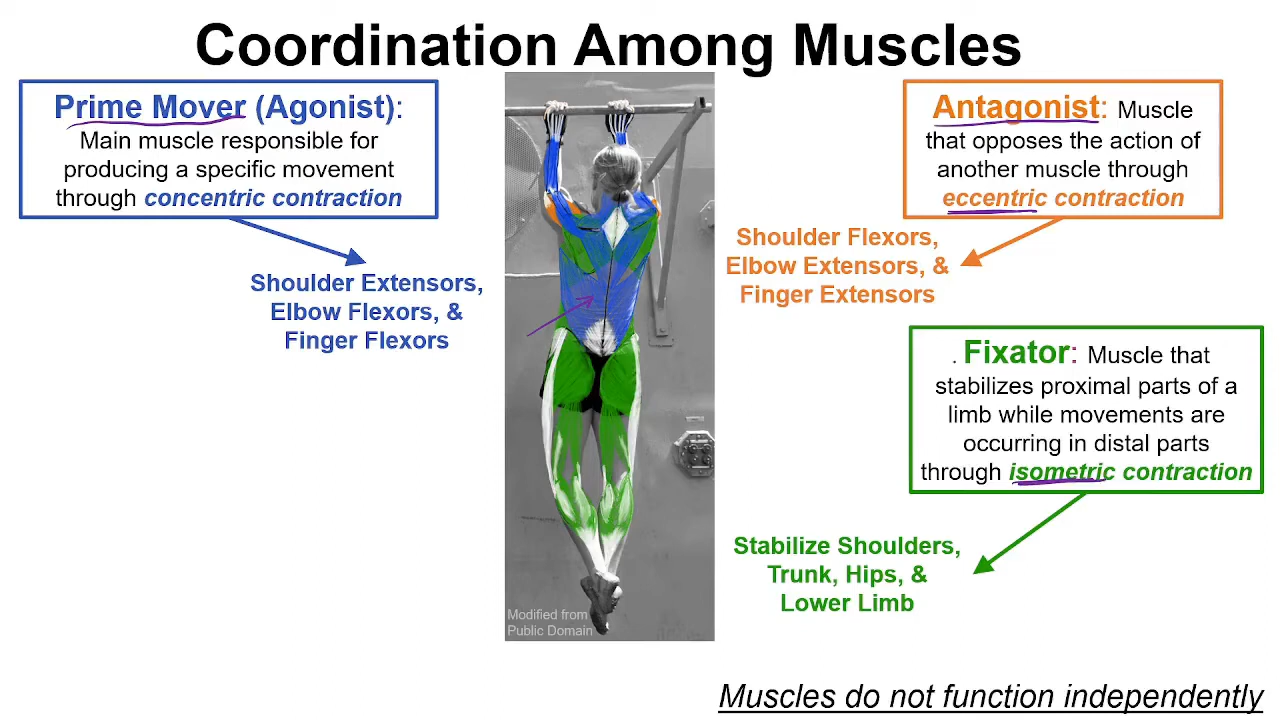 Coordination Among Muscles
Prime Mover (Agonist):
Main muscle responsible for
producing a specific movement
through concentric contraction
Shoulder Extensors,
Elbow Flexors, &
Finger Flexors
Antagonist: Muscle
that opposes the action of
another muscle through
eccentric contraction
Shoulder Flexors,
Elbow Extensors, &
Finger Extensors
. Fixator: Muscle that
stabilizes proximal parts of a
limb while movements are
occurring in distal parts
through isometric contraction
Stabilize Shoulders,
Trunk, Hips, &
Lower Limb
Modified from
Public Domain
Muscles do not function independently